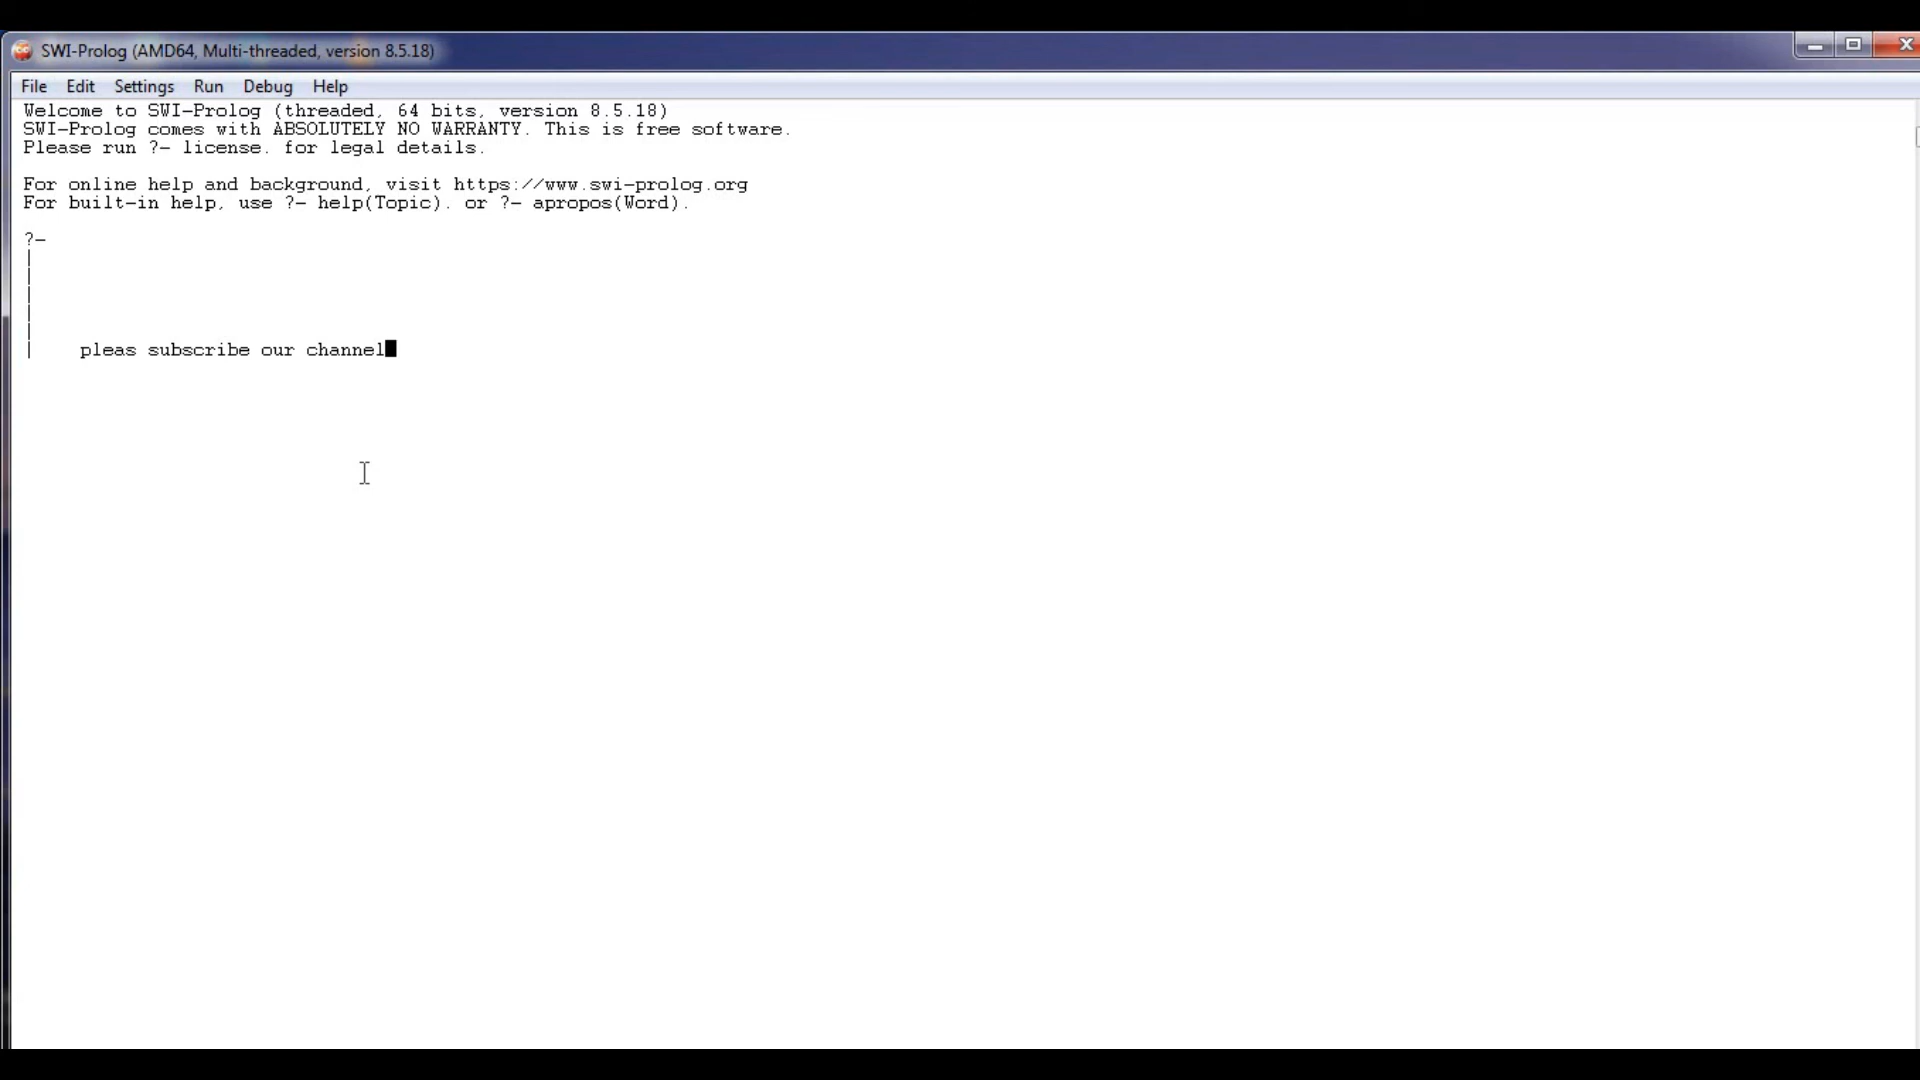 SWI-Prolog (AMD64, Multi-threaded, version 8.5.18)
File Edit Settings Run Debug Help
Welcome to SWI-Prolog (threaded, 64 bits, version 8.5.18)
SWI-Prolog comes with ABSOLUTELY NO WARRANTY. This is free software.
Please run ?- license. for legal details.
For online help and background, visit https://www.swi-prolog.org
For built-in help, use ?- help(Topic). or ?- apropos(Word).
?-
|
|
|
|
|
| pleas subscribe our channel